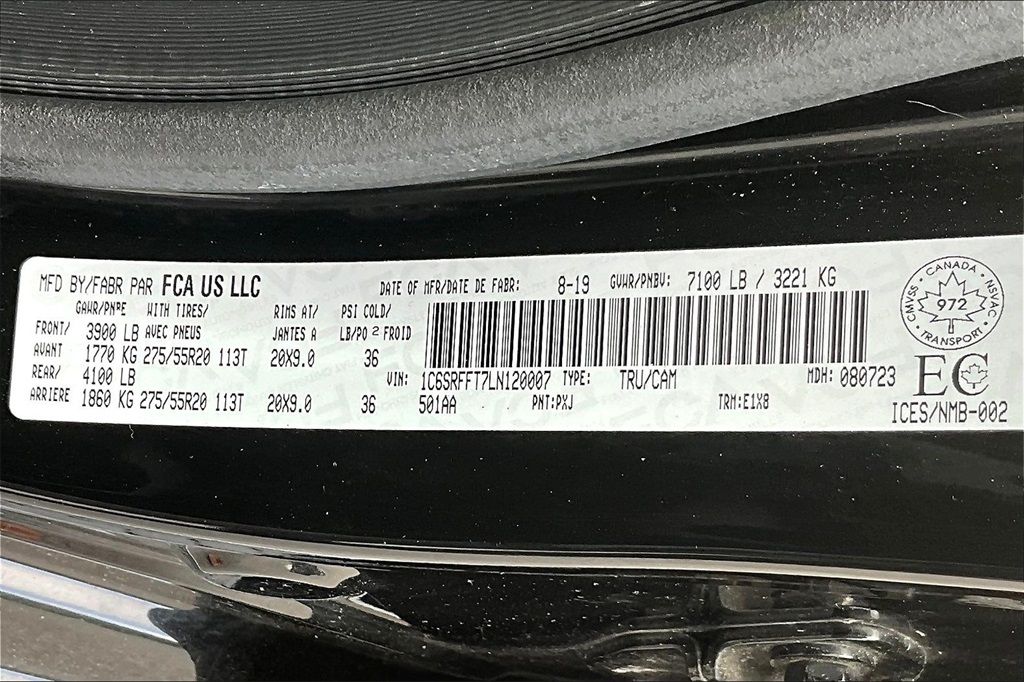 MFD BY/FABR PAR FCA US LLC DATE OF MFR/DATE DE FABR: 8-19 GVWR/PNBV: 7100 LB / 3221 KG
GAWR/PNBE WITH TIRES/ RIMS AT/ PSI COLD/
FRONT/ 3900 LB AVEC PNEUS JANTES A LB/PO 2 FROID
AVANT 1770 KG 275/55R20 113T 20X9.0 36
REAR/ 4100 LB VIN: 1C6SRFFT7LN120007 TYPE: TRU/CAM MDH: 080723
ARRIERE 1860 KG 275/55R20 113T 20X9.0 36 501AA PNT:PXJ TRM:E1X8
CANADA
CMVSS · NSVAC
972
TRANSPORT
EC
ICES/NMB-002